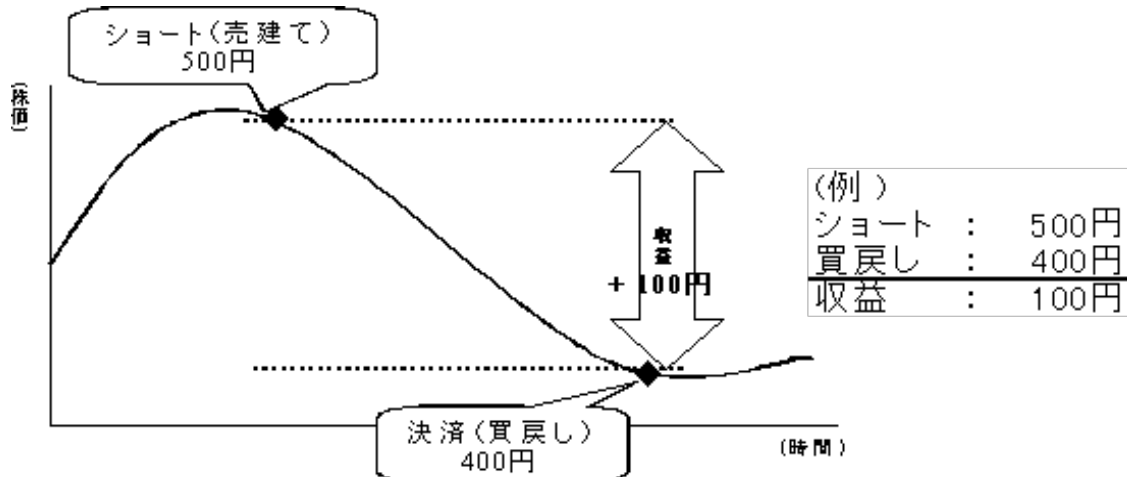 ショート(売建て)
500円
(株価)
収益
+ 100円
(例)
ショート : 500円
買戻し : 400円
収益 : 100円
決済(買戻し)
400円
(時間)